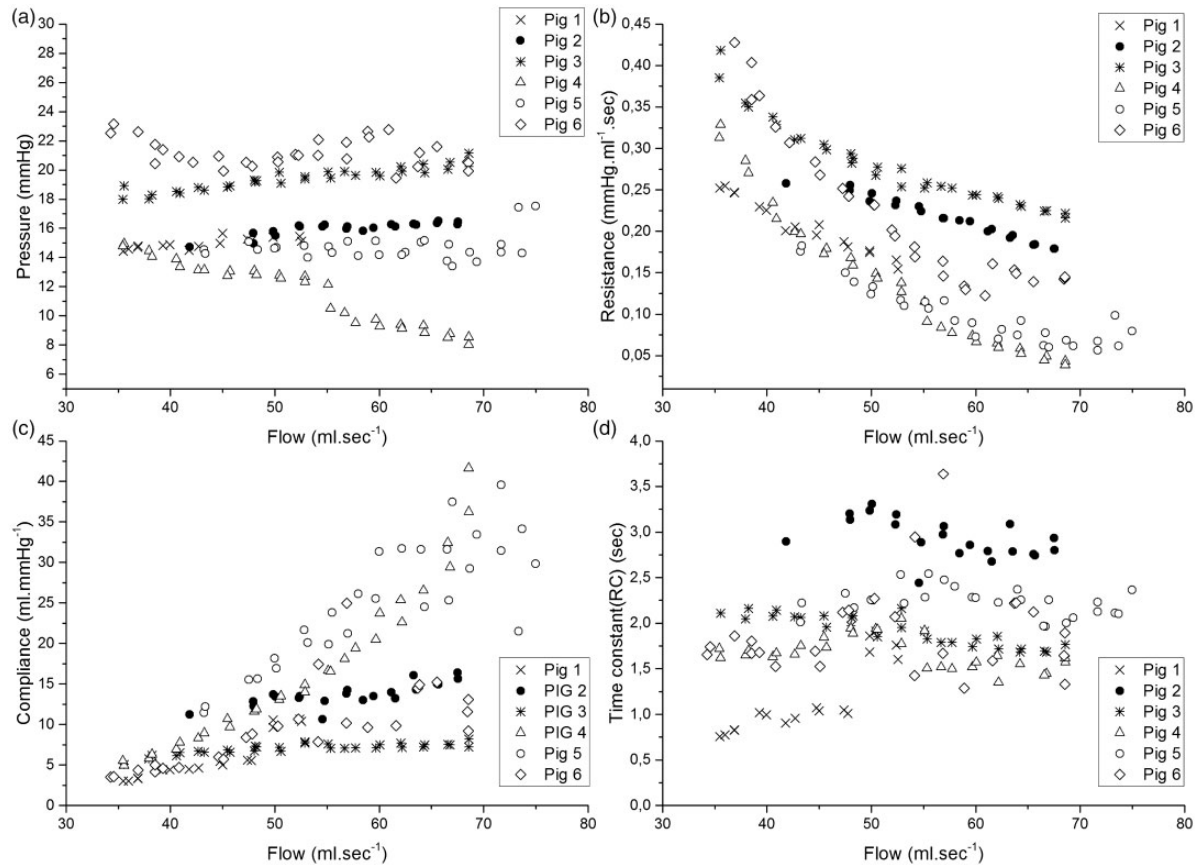 (a)
30
28
26
24
22
20
18
16
14
12
10
8
6
Pressure (mmHg)
30 40 50 60 70 80
Flow (ml.sec-1)
Pig 1
Pig 2
Pig 3
Pig 4
Pig 5
Pig 6
(b)
0,45
0,40
0,35
0,30
0,25
0,20
0,15
0,10
0,05
Resistance (mmHg.ml-1.sec)
30 40 50 60 70 80
Flow (ml.sec-1)
Pig 1
Pig 2
Pig 3
Pig 4
Pig 5
Pig 6
(c)
45
40
35
30
25
20
15
10
5
0
Compliance (ml.mmHg-1)
30 40 50 60 70 80
Flow (ml.sec-1)
Pig 1
PIG 2
PIG 3
PIG 4
Pig 5
Pig 6
(d)
4,0
3,5
3,0
2,5
2,0
1,5
1,0
0,5
0,0
Time constant(RC) (sec)
30 40 50 60 70 80
Flow (ml.sec-1)
Pig 1
Pig 2
Pig 3
Pig 4
Pig 5
Pig 6